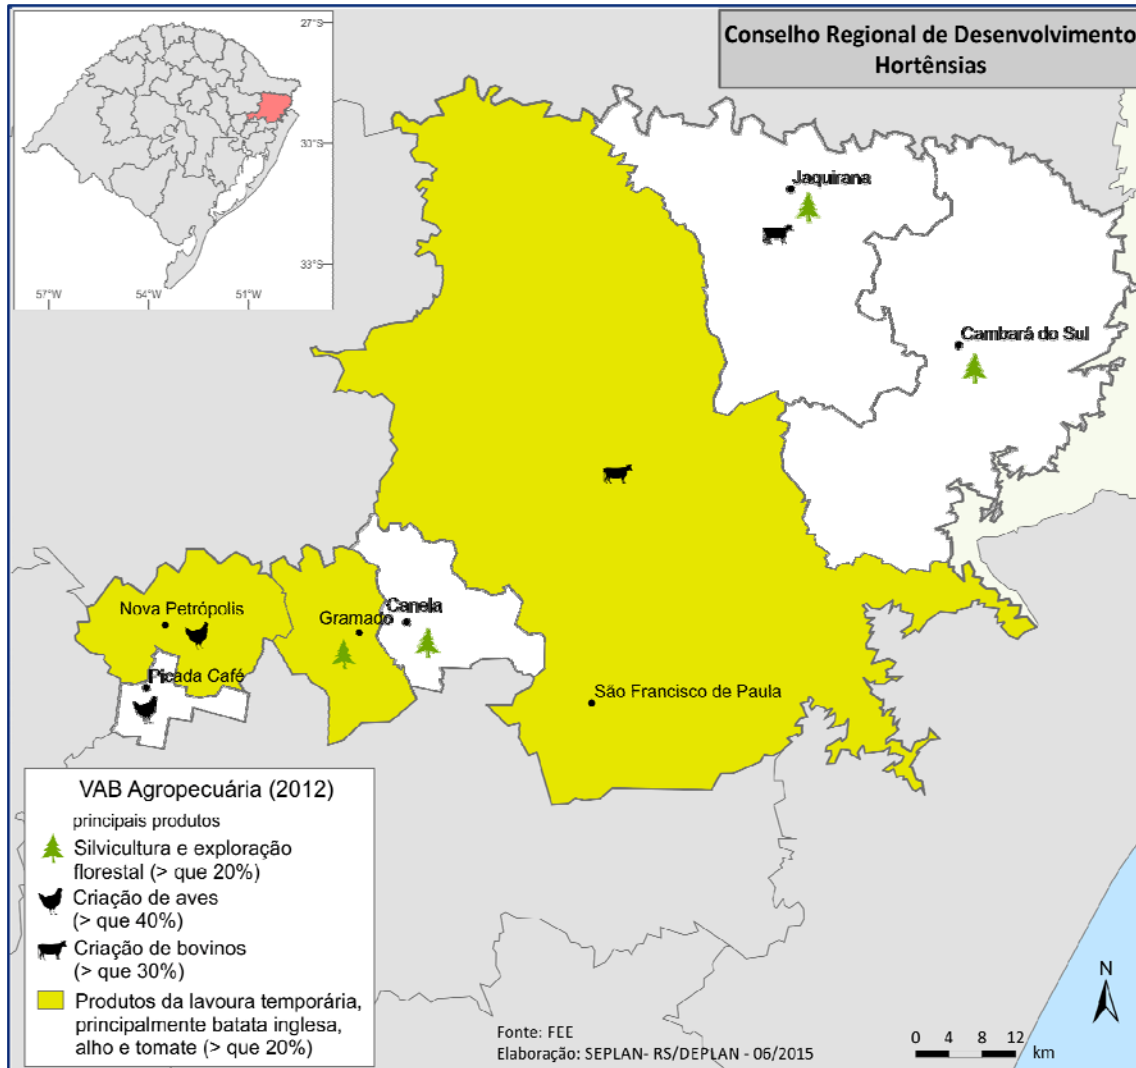 Conselho Regional de Desenvolvimento
Hortênsias
27°S
31°S
33°S
57°W
54°W
51°W
Jaquirana
Cambará do Sul
Nova Petrópolis
Gramado
Canela
Picada Café
São Francisco de Paula
VAB Agropecuária (2012)
principais produtos
Silvicultura e exploração
florestal (> que 20%)
Criação de aves
(> que 40%)
Criação de bovinos
(> que 30%)
Produtos da lavoura temporária,
principalmente batata inglesa,
alho e tomate (> que 20%)
Fonte: FEE
Elaboração: SEPLAN- RS/DEPLAN - 06/2015
N
0 4 8 12
km